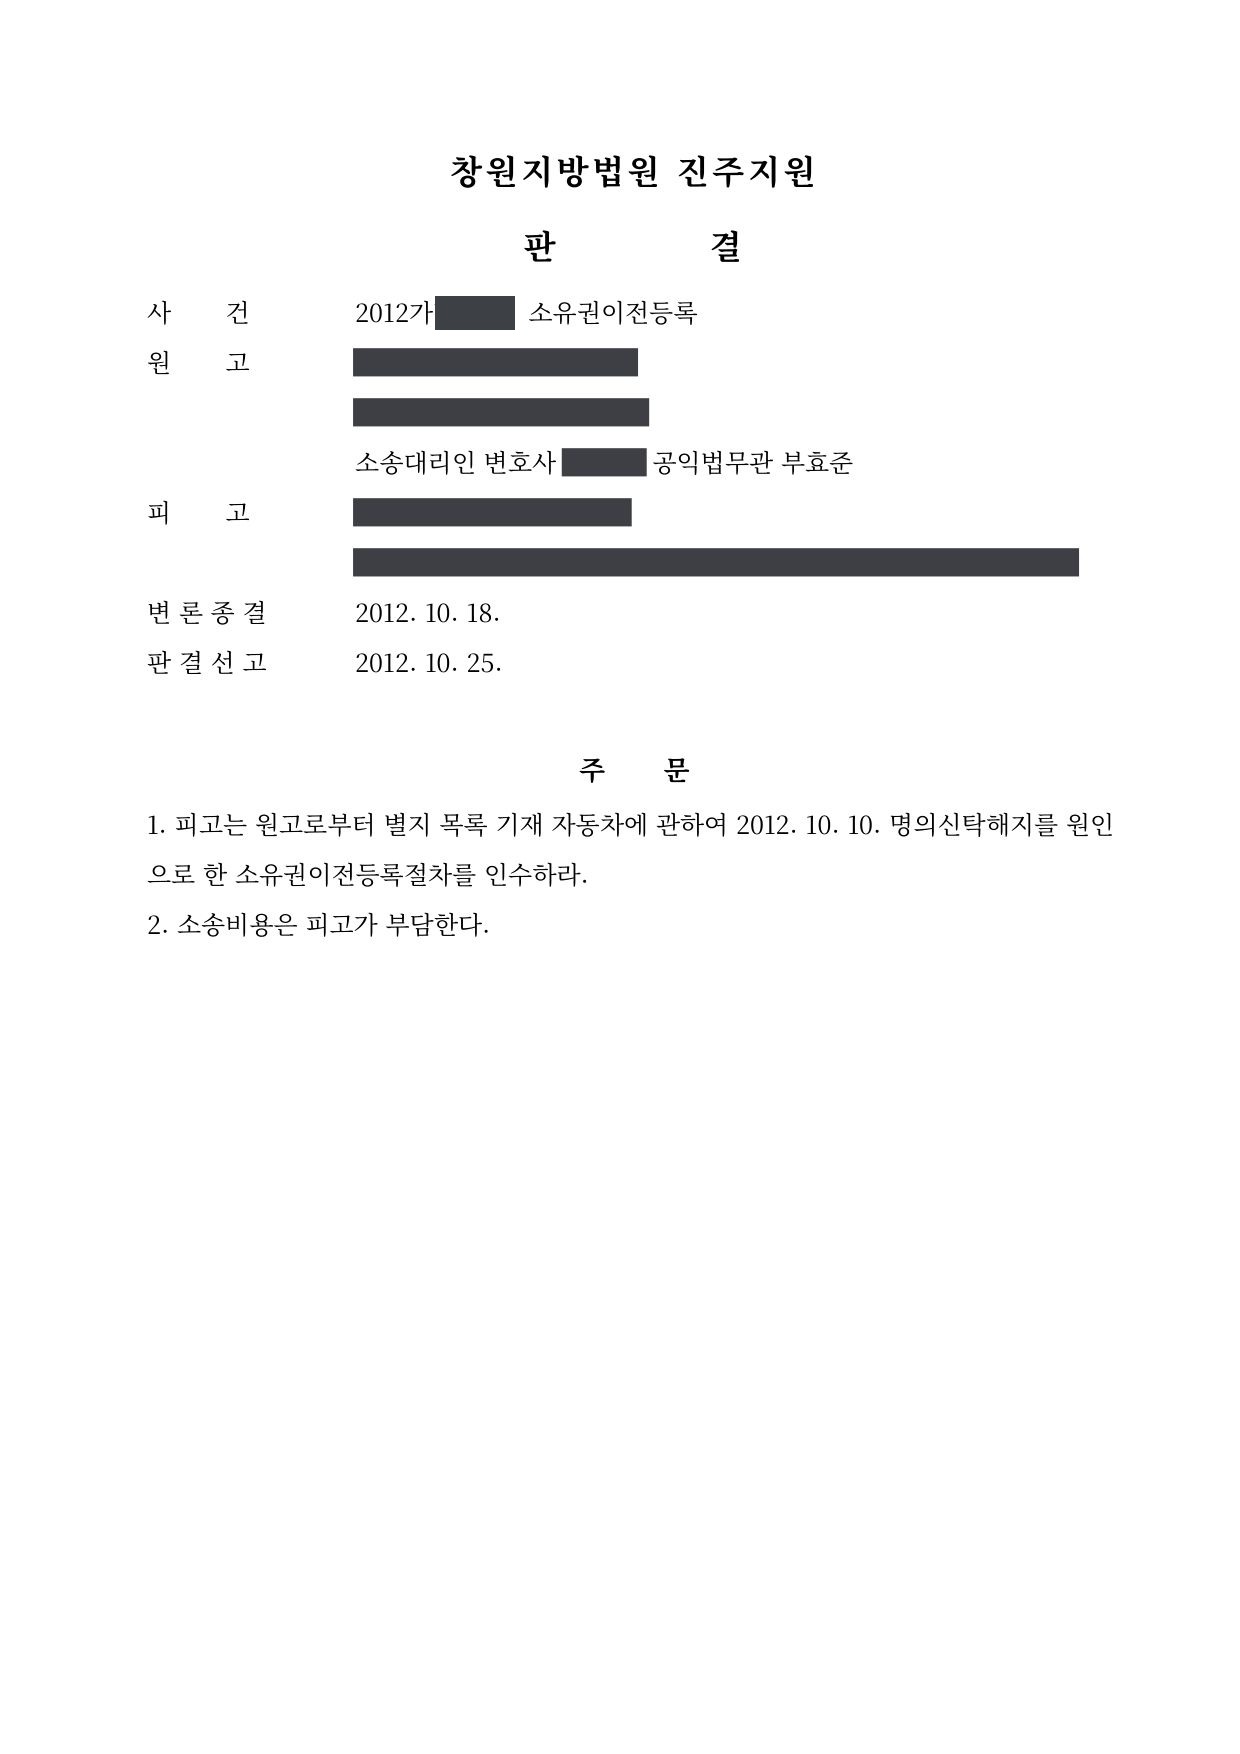 창원지방법원 진주지원
판 결
사 건 2012가 소유권이전등록
원 고
소송대리인 변호사 공익법무관 부효준
피 고
변 론 종 결 2012. 10. 18.
판 결 선 고 2012. 10. 25.
주 문
1. 피고는 원고로부터 별지 목록 기재 자동차에 관하여 2012. 10. 10. 명의신탁해지를 원인
으로 한 소유권이전등록절차를 인수하라.
2. 소송비용은 피고가 부담한다.